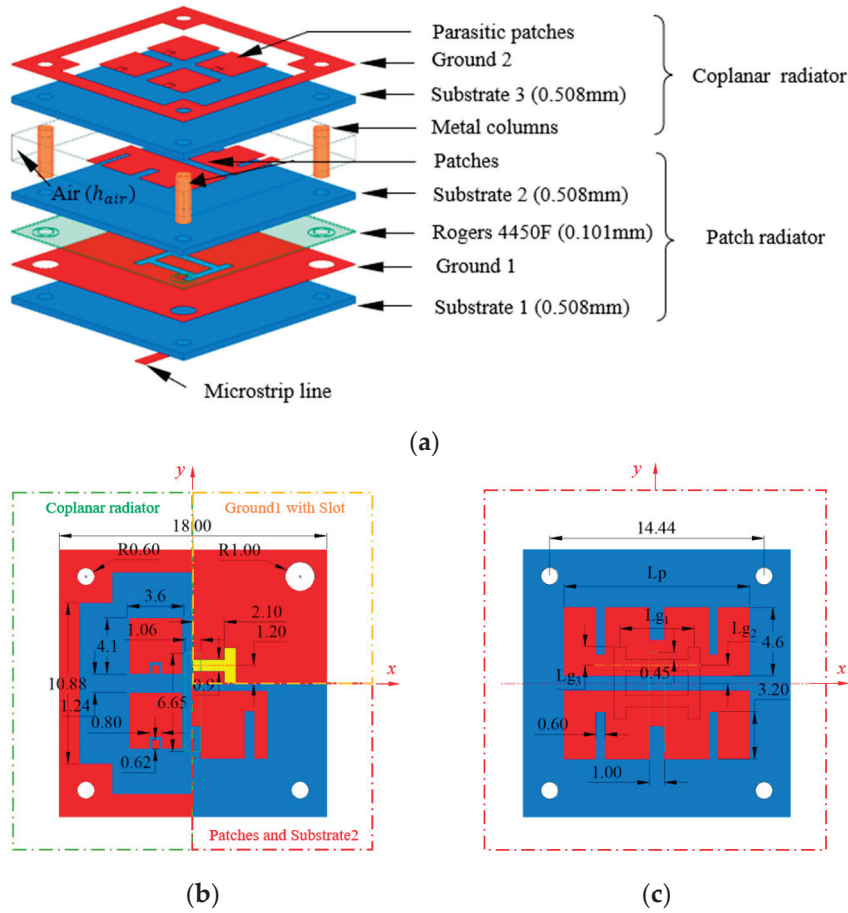 Parasitic patches
Ground 2
Coplanar radiator
Substrate 3 (0.508mm)
Metal columns
Patches
Air (h_air)
Substrate 2 (0.508mm)
Rogers 4450F (0.101mm)
Patch radiator
Ground 1
Substrate 1 (0.508mm)
Microstrip line
(a)
y
Coplanar radiator
Ground1 with Slot
18.00
R0.60
R1.00
3.6
2.10
1.06
1.20
4.1
x
10.88
0.9
1.24
6.65
0.80
0.62
Patches and Substrate2
(b)
y
14.44
Lp
Lg1
Lg2
4.6
x
Lg3
0.45
3.20
0.60
1.00
(c)